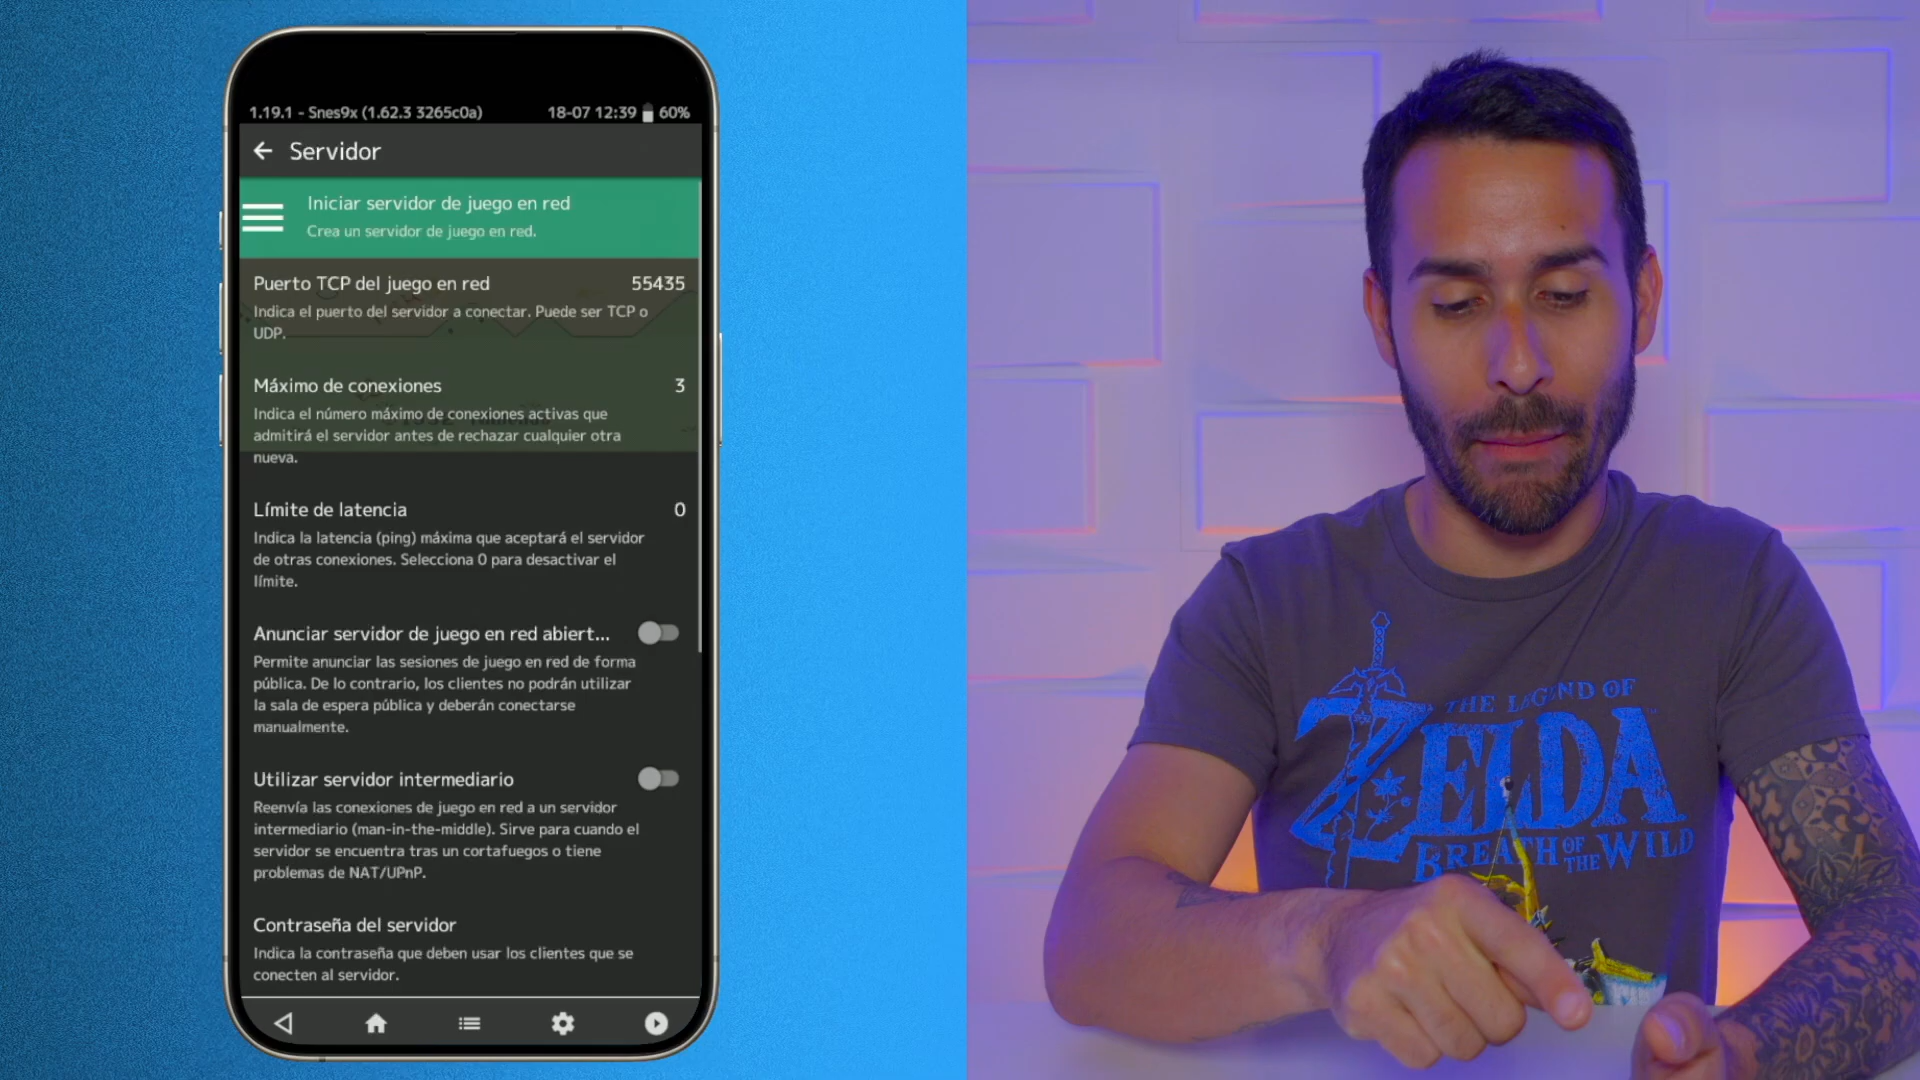 1.19.1 - Snes9x (1.62.3 3265c0a) 18-07 12:39 60%
Servidor
Iniciar servidor de juego en red
Crea un servidor de juego en red.
Puerto TCP del juego en red 55435
Indica el puerto del servidor a conectar. Puede ser TCP o
UDP.
Máximo de conexiones 3
Indica el número máximo de conexiones activas que
admitirá el servidor antes de rechazar cualquier otra
nueva.
Límite de latencia 0
Indica la latencia (ping) máxima que aceptará el servidor
de otras conexiones. Selecciona 0 para desactivar el
límite.
Anunciar servidor de juego en red abiert...
Permite anunciar las sesiones de juego en red de forma
pública. De lo contrario, los clientes no podrán utilizar
la sala de espera pública y deberán conectarse
manualmente.
Utilizar servidor intermediario
Reenvía las conexiones de juego en red a un servidor
intermediario (man-in-the-middle). Sirve para cuando el
servidor se encuentra tras un cortafuegos o tiene
problemas de NAT/UPnP.
Contraseña del servidor
Indica la contraseña que deben usar los clientes que se
conecten al servidor.
THE LEGEND OF
ZELDA
BREATH OF THE WILD